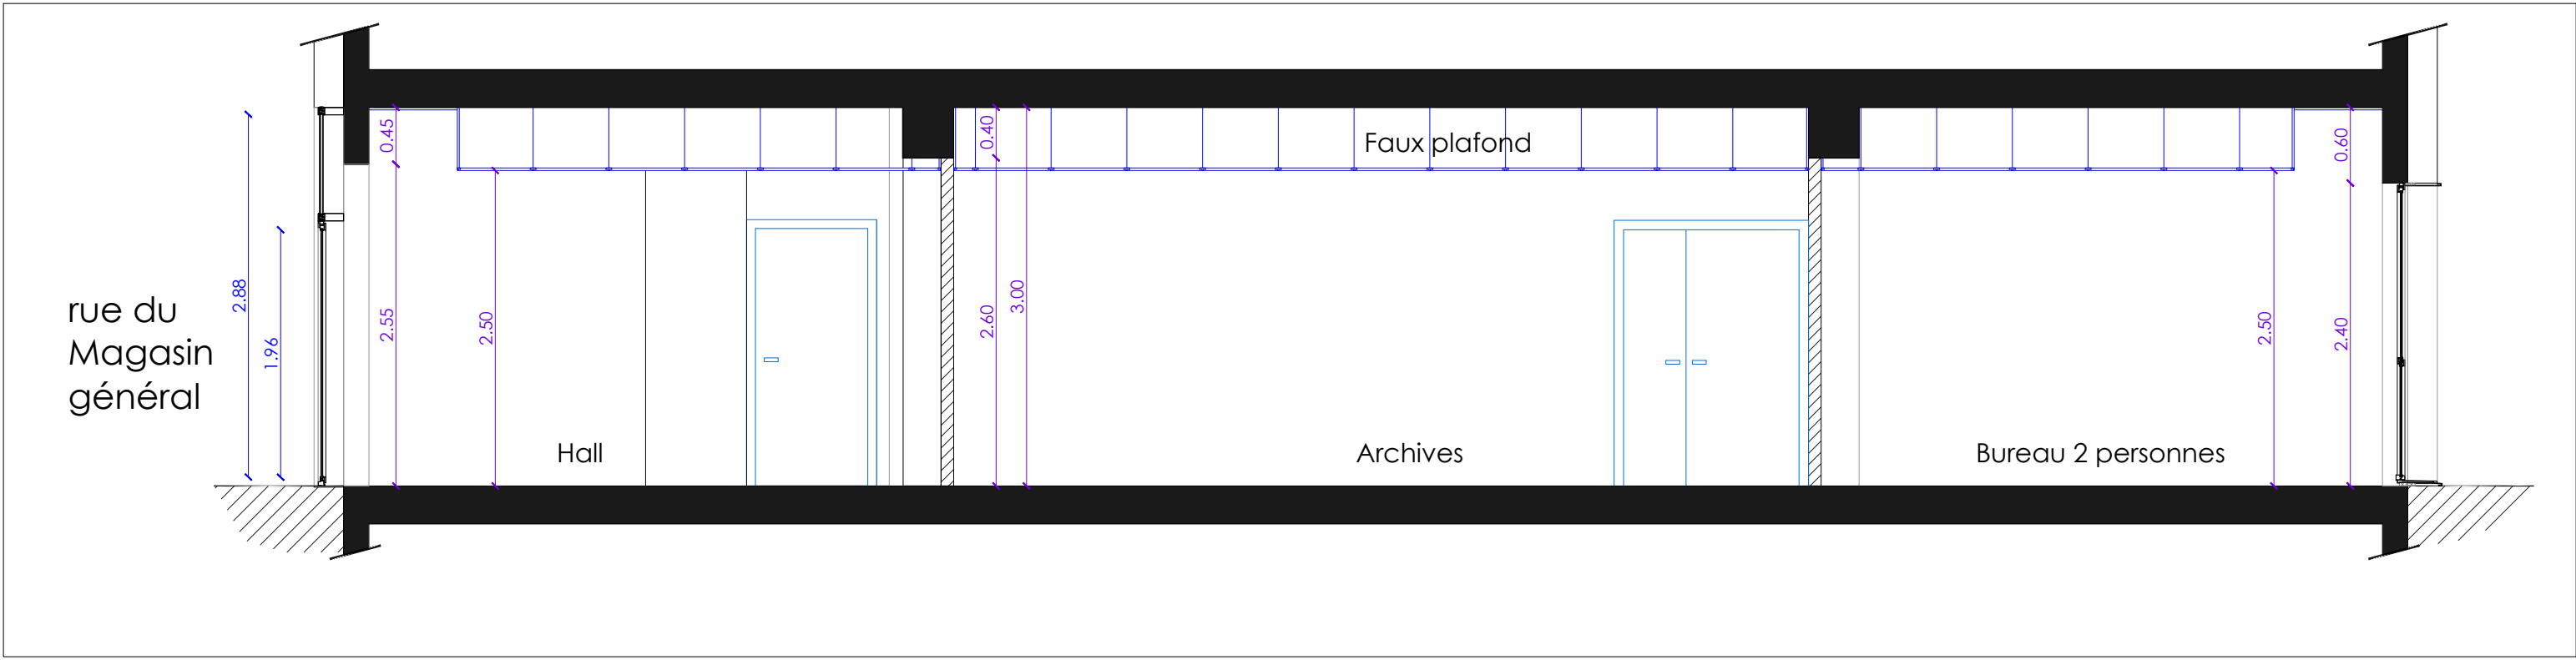 0.45
0.40
Faux plafond
0.60
2.88
1.96
rue du
Magasin
général
2.55
2.50
2.60
3.00
2.50
2.40
Hall
Archives
Bureau 2 personnes